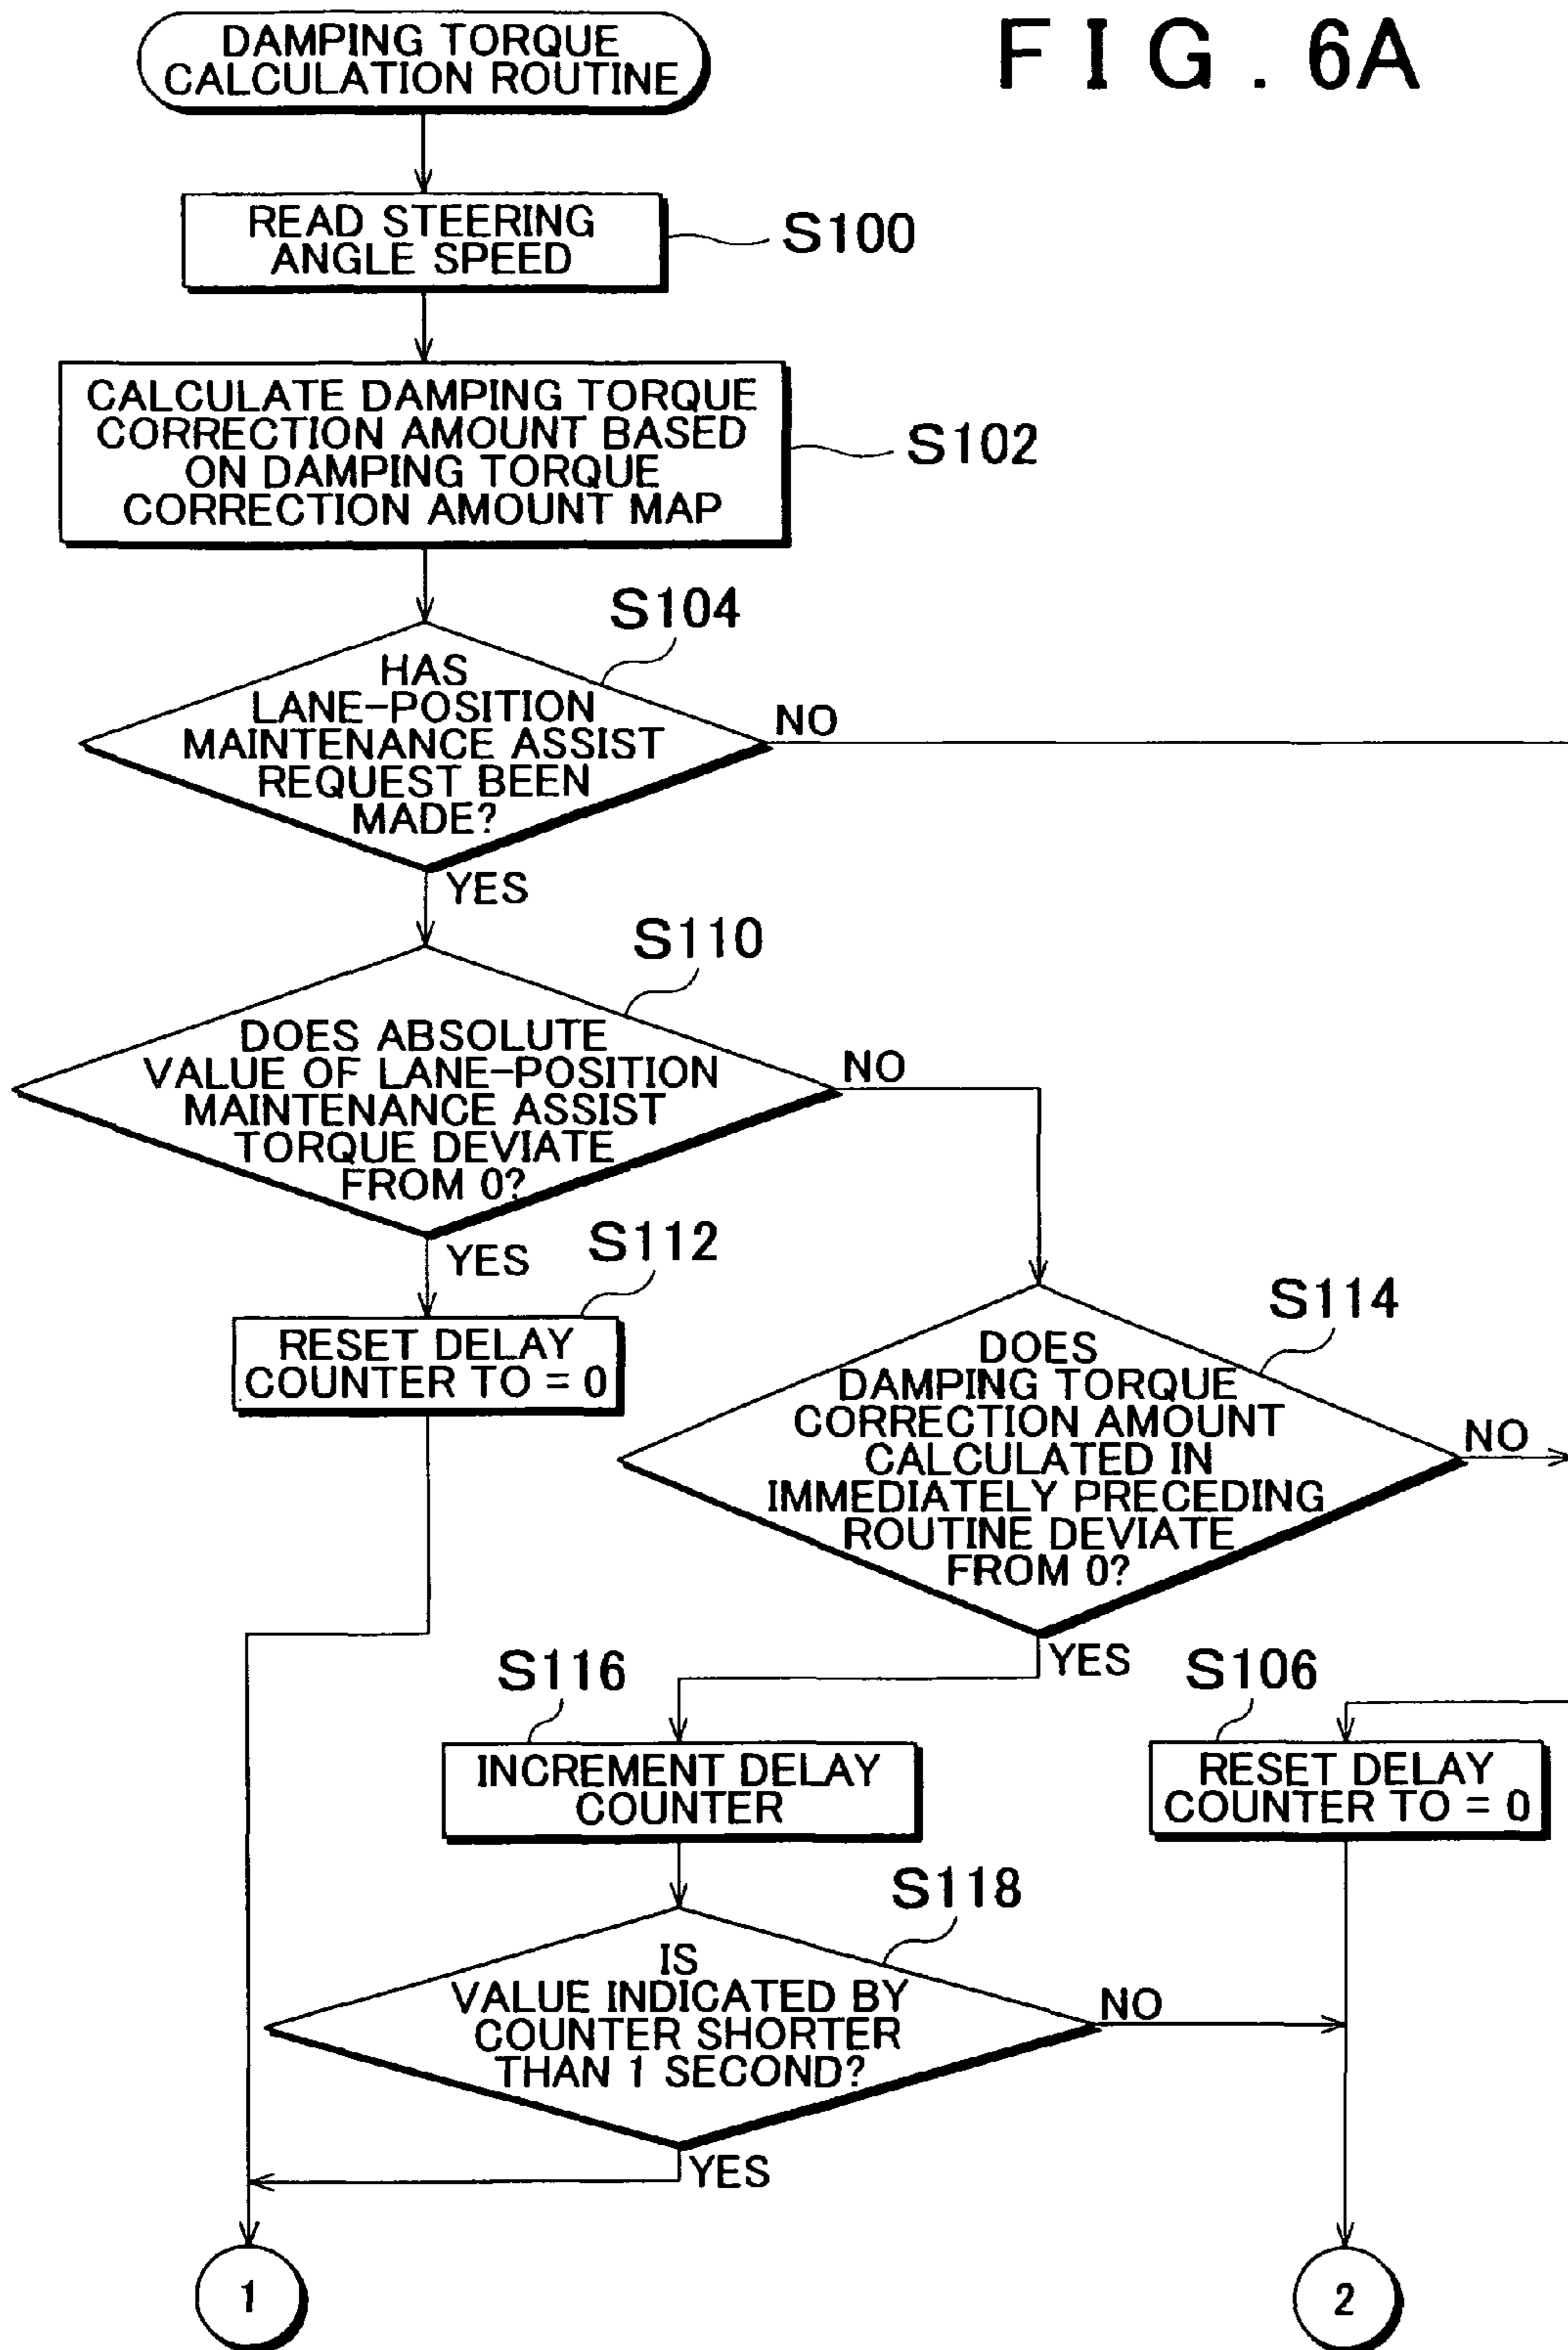 FIG. 6A
DAMPING TORQUE
CALCULATION ROUTINE
READ STEERING
ANGLE SPEED
S100
CALCULATE DAMPING TORQUE
CORRECTION AMOUNT BASED
ON DAMPING TORQUE
CORRECTION AMOUNT MAP
S102
S104
HAS
LANE-POSITION
MAINTENANCE ASSIST
REQUEST BEEN
MADE?
NO
YES
S110
DOES ABSOLUTE
VALUE OF LANE-POSITION
MAINTENANCE ASSIST
TORQUE DEVIATE
FROM 0?
NO
YES
S112
RESET DELAY
COUNTER TO = 0
S114
DOES
DAMPING TORQUE
CORRECTION AMOUNT
CALCULATED IN
IMMEDIATELY PRECEDING
ROUTINE DEVIATE
FROM 0?
NO
YES
S116
INCREMENT DELAY
COUNTER
S106
RESET DELAY
COUNTER TO = 0
S118
IS
VALUE INDICATED BY
COUNTER SHORTER
THAN 1 SECOND?
NO
YES
1
2